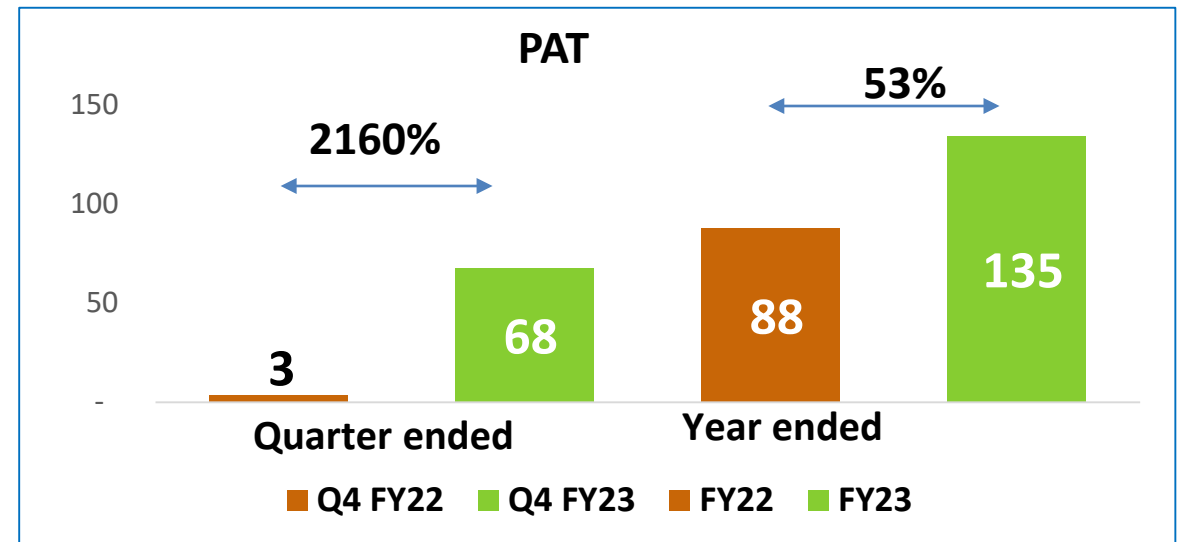 PAT
150
100
50
-
2160%
53%
3
68
88
135
Quarter ended
Year ended
Q4 FY22 Q4 FY23 FY22 FY23